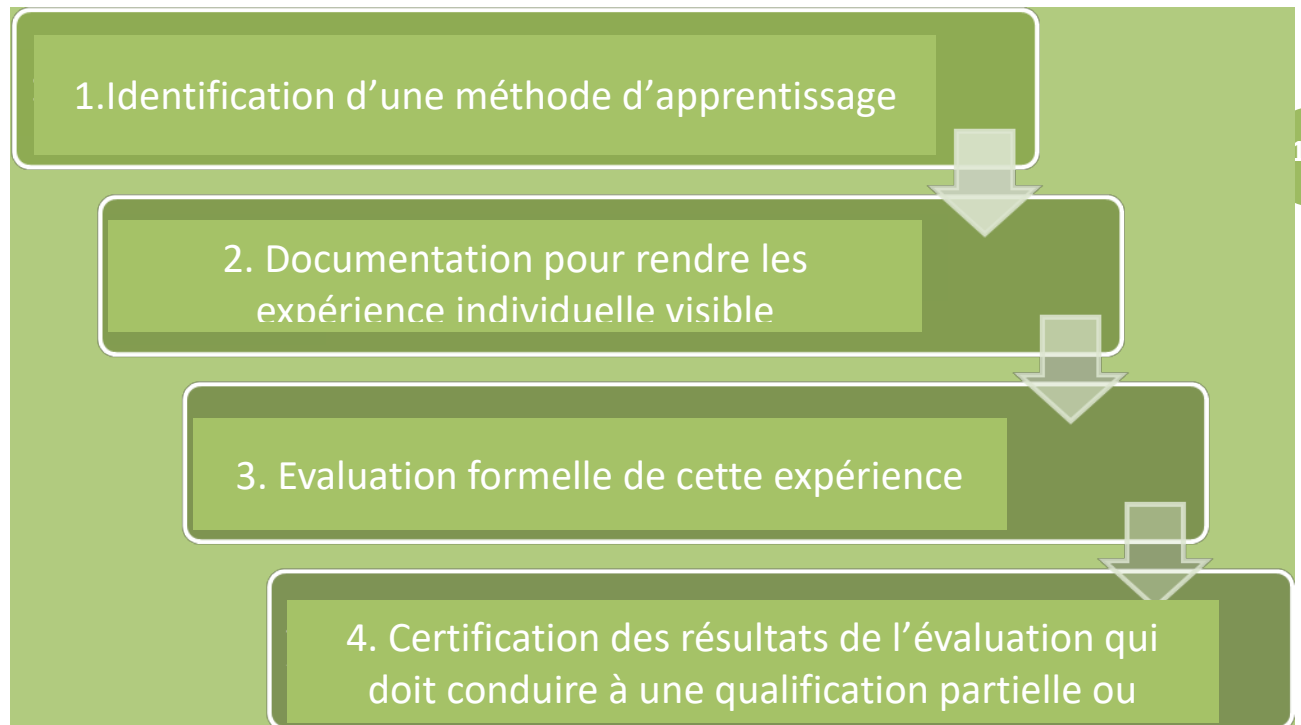 1.Identification d’une méthode d’apprentissage
2. Documentation pour rendre les
expérience individuelle visible
3. Evaluation formelle de cette expérience
4. Certification des résultats de l’évaluation qui
doit conduire à une qualification partielle ou